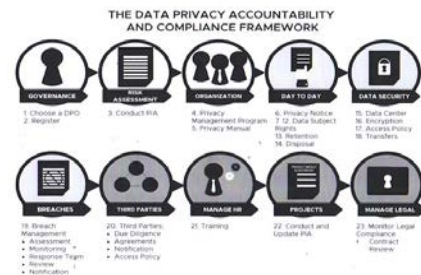 THE DATA PRIVACY ACCOUNTABILITY
AND COMPLIANCE FRAMEWORK
GOVERNANCE
1. Choose a DPO
2. Register
RISK
ASSESSMENT
3. Conduct PIA
ORGANIZATION
4. Privacy
Management Program
5. Privacy Manual
DAY TO DAY
6. Privacy Notice
7-12. Data Subject
Rights
13. Retention
14. Disposal
DATA SECURITY
15. Data Center
16. Encryption
17. Access Policy
18. Transfers
BREACHES
19. Breach
Management
• Assessment
• Monitoring
• Response Team
• Review
• Notification
THIRD PARTIES
20. Third Parties:
• Due Diligence
• Agreements
• Notification
• Access Policy
MANAGE HR
21. Training
PROJECTS
22. Conduct and
Update PIA
MANAGE LEGAL
23. Monitor Legal
Compliance
• Contract
Review